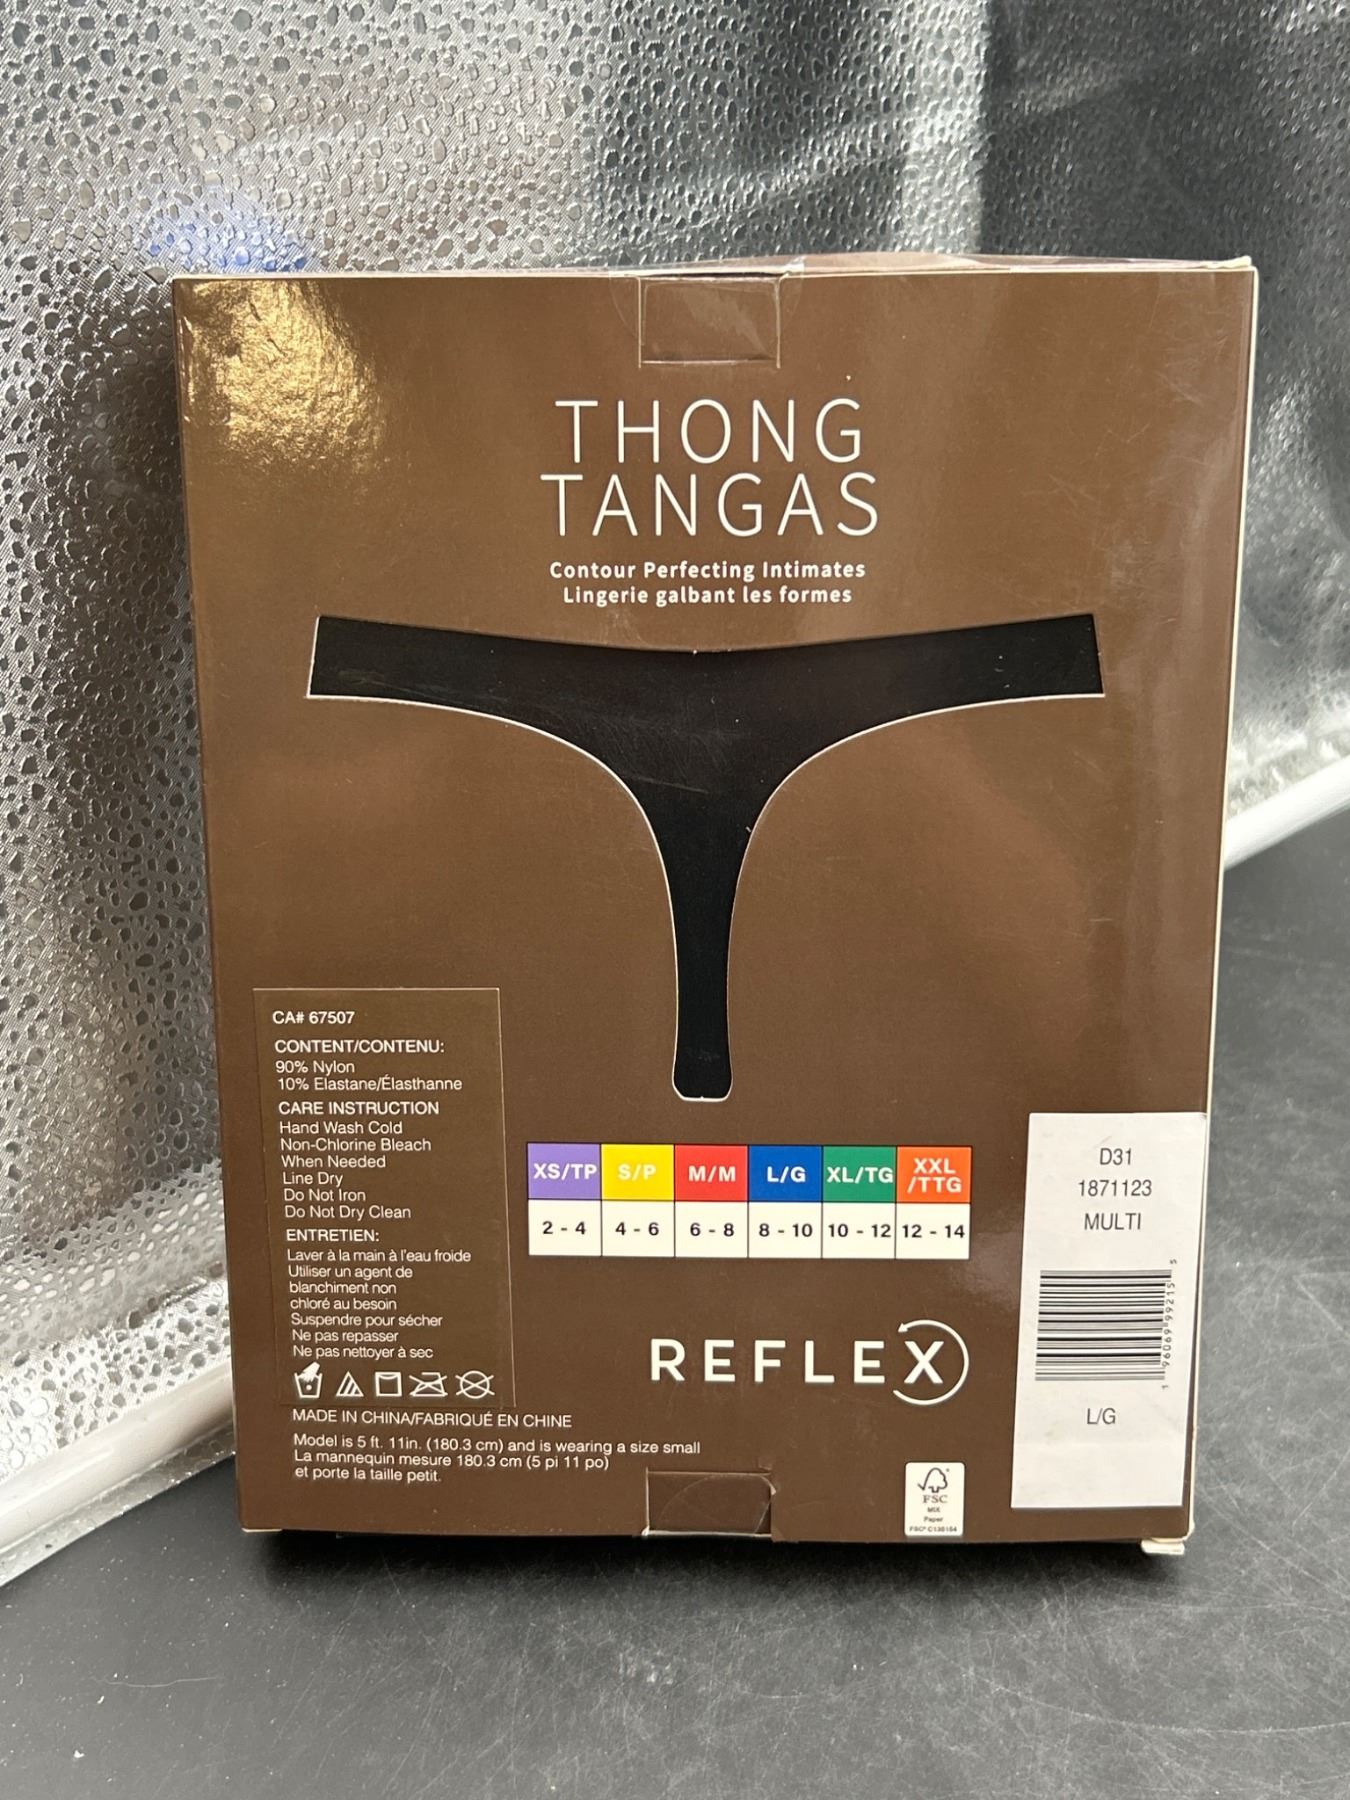 THONG
TANGAS
Contour Perfecting Intimates
Lingerie galbant les formes
CA# 67507
CONTENT/CONTENU:
90% Nylon
10% Elastane/Élasthanne
CARE INSTRUCTION
Hand Wash Cold
Non-Chlorine Bleach
When Needed
Line Dry
Do Not Iron
Do Not Dry Clean
ENTRETIEN:
Laver à la main à l'eau froide
Utiliser un agent de
blanchiment non
chloré au besoin
Suspendre pour sécher
Ne pas repasser
Ne pas nettoyer à sec
MADE IN CHINA/FABRIQUÉ EN CHINE
Model is 5 ft. 11in. (180.3 cm) and is wearing a size small
La mannequin mesure 180.3 cm (5 pi 11 po)
et porte la taille petit.
XS/TP S/P M/M L/G XL/TG XXL
/TTG
2 - 4 4 - 6 6 - 8 8 - 10 10 - 12 12 - 14
REFLEX
FSC
MIX
Paper
FSC® C135154
D31
1871123
MULTI
1 96069 99215 5
L/G